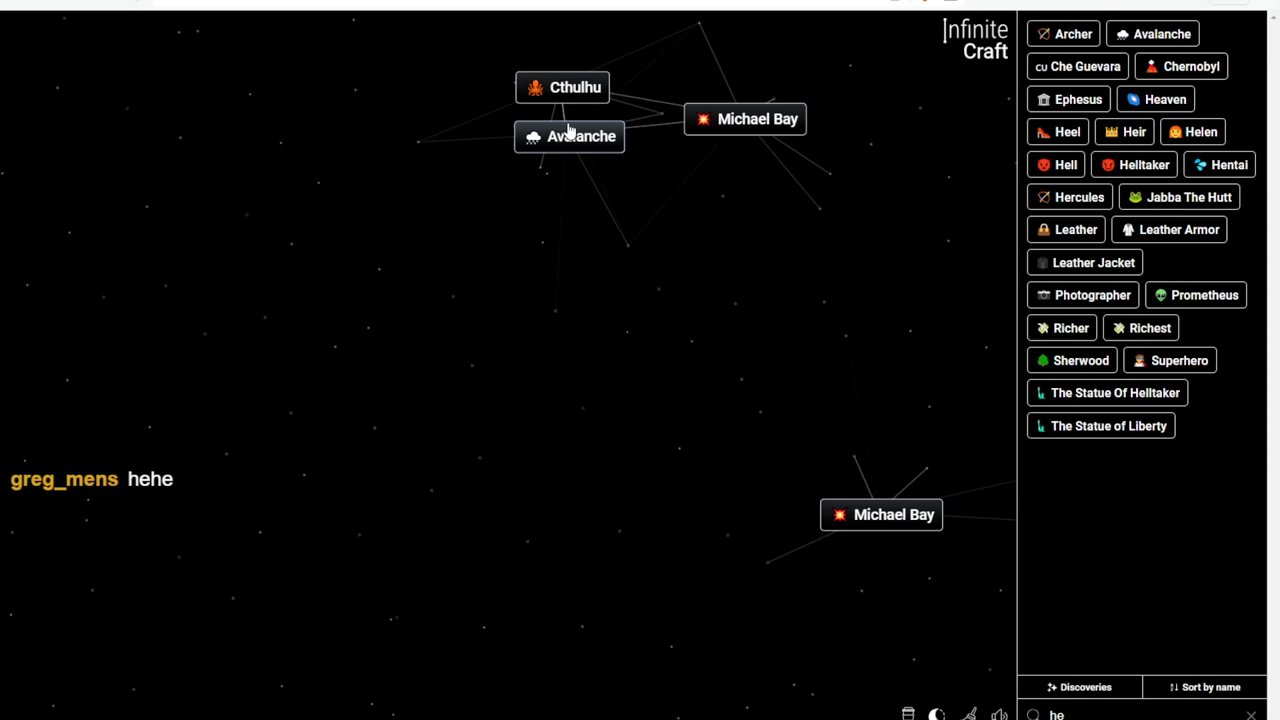 Infinite
Craft
Cthulhu
Avalanche
Michael Bay
greg_mens hehe
Michael Bay
Archer Avalanche
CU Che Guevara Chernobyl
Ephesus Heaven
Heel Heir Helen
Hell Helltaker Hentai
Hercules Jabba The Hutt
Leather Leather Armor
Leather Jacket
Photographer Prometheus
Richer Richest
Sherwood Superhero
The Statue Of Helltaker
The Statue of Liberty
Discoveries Sort by name
he